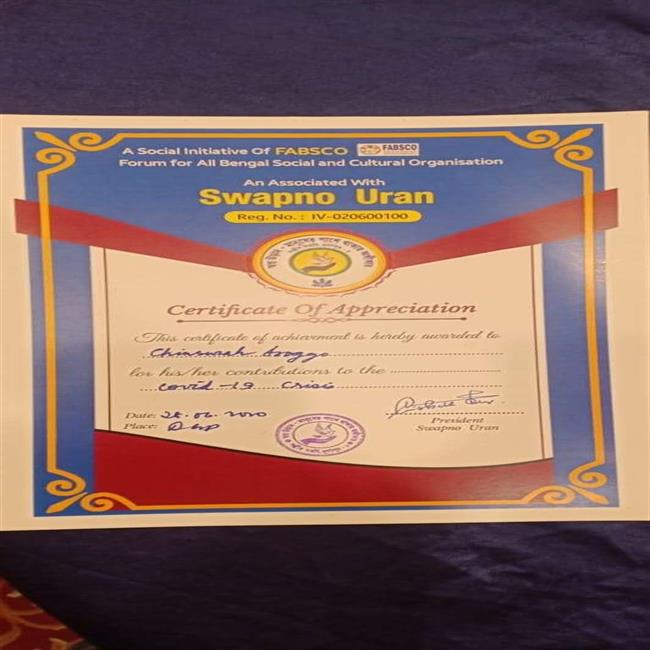 A Social Initiative Of FABSCO FABSCO
Forum for All Bengal Social and Cultural Organisation
An Associated With
Swapno Uran
Reg. No. : IV-020600100
Certificate Of Appreciation
This certificate of achievement is hereby awarded to
Chinsurah
for his/her contributions to the
Covid-19 Crisis
Date:
Place:
President
Swapno Uran